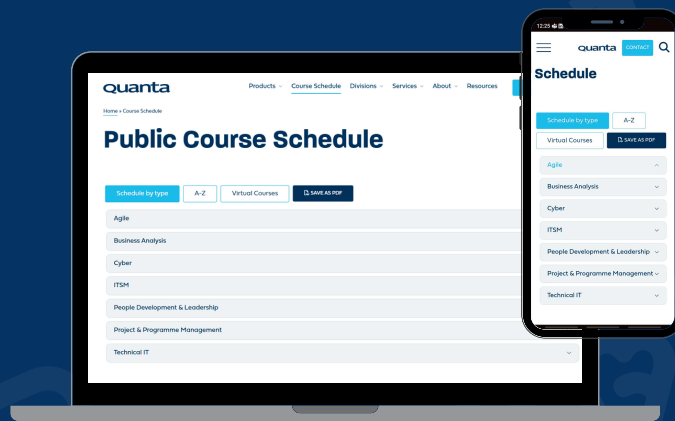 quanta
Products
Course Schedule
Divisions
Services
About
Resources
Home » Course Schedule
Public Course Schedule
Schedule by type
A-Z
Virtual Courses
SAVE AS PDF
Agile
Business Analysis
Cyber
ITSM
People Development & Leadership
Project & Programme Management
Technical IT
12:25
quanta
CONTACT
Schedule
Schedule by type
A-Z
Virtual Courses
SAVE AS PDF
Agile
Business Analysis
Cyber
ITSM
People Development & Leadership
Project & Programme Management
Technical IT